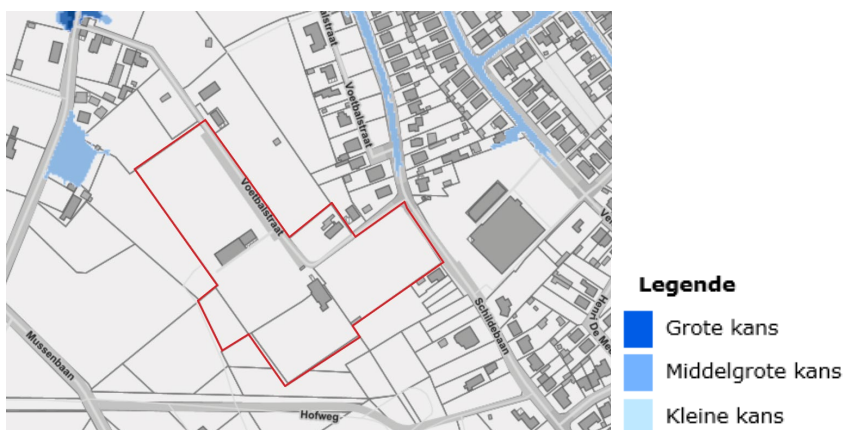 Voetbalstraat
Voetbalstraat
Schildebaan
Mussenbaan
Hofweg
Legende
Grote kans
Middelgrote kans
Kleine kans